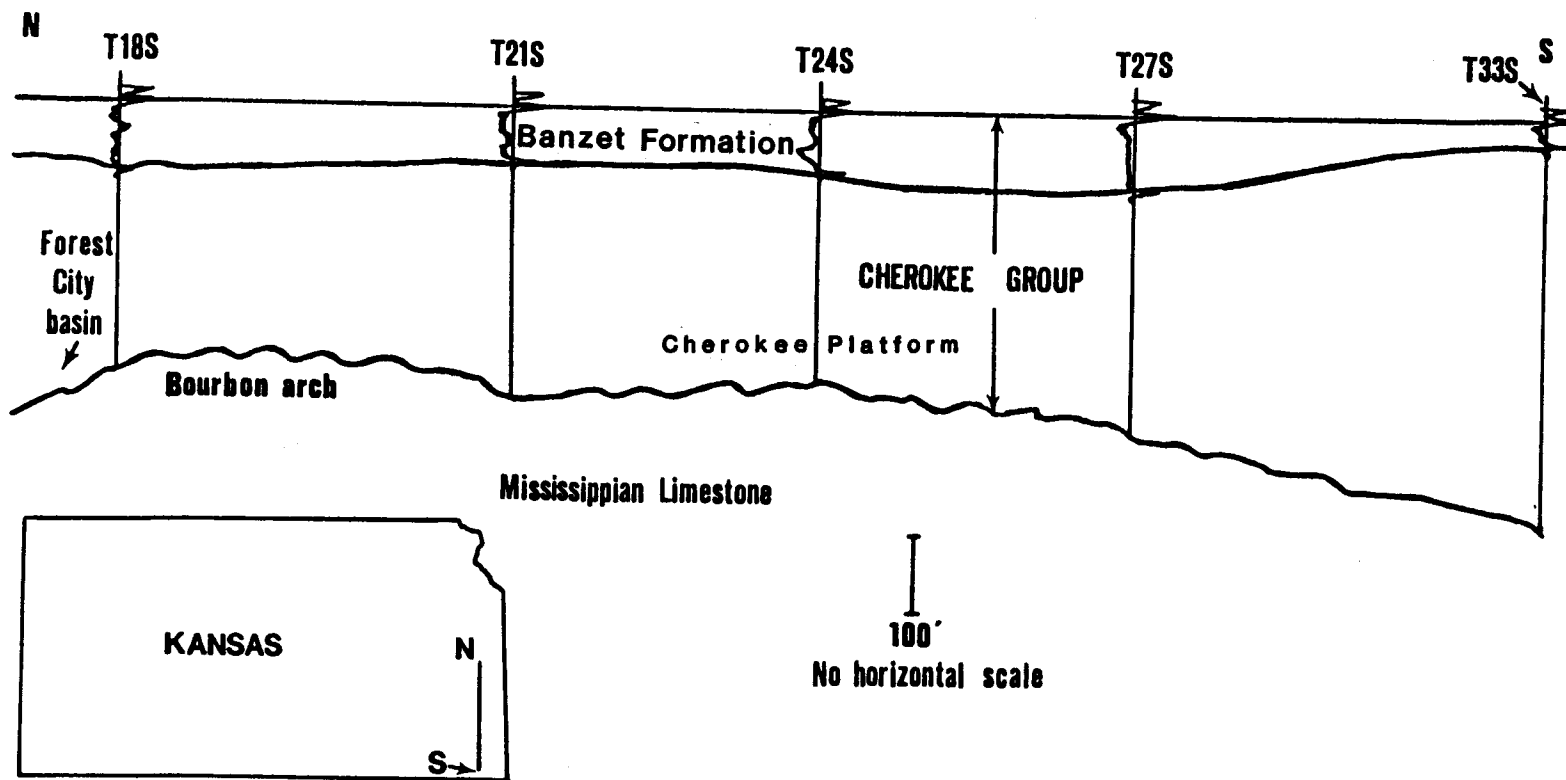 N
T18S
T21S
T24S
T27S
T33S
S
Banzet Formation
Forest
City
basin
CHEROKEE GROUP
Cherokee Platform
Bourbon arch
Mississippian Limestone
100'
No horizontal scale
KANSAS
N
S